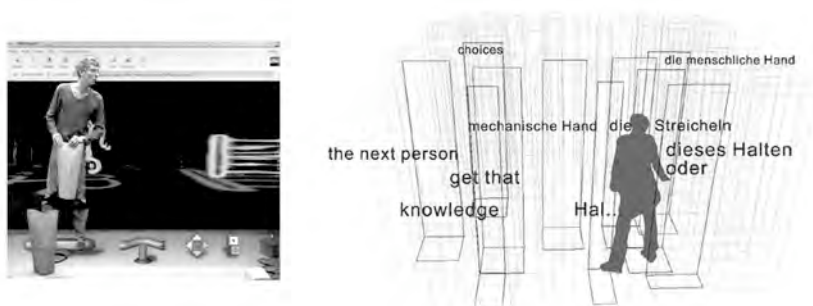 choices
die menschliche Hand
mechanische Hand die Streicheln
the next person
dieses Halten
oder
get that
knowledge
Hal...